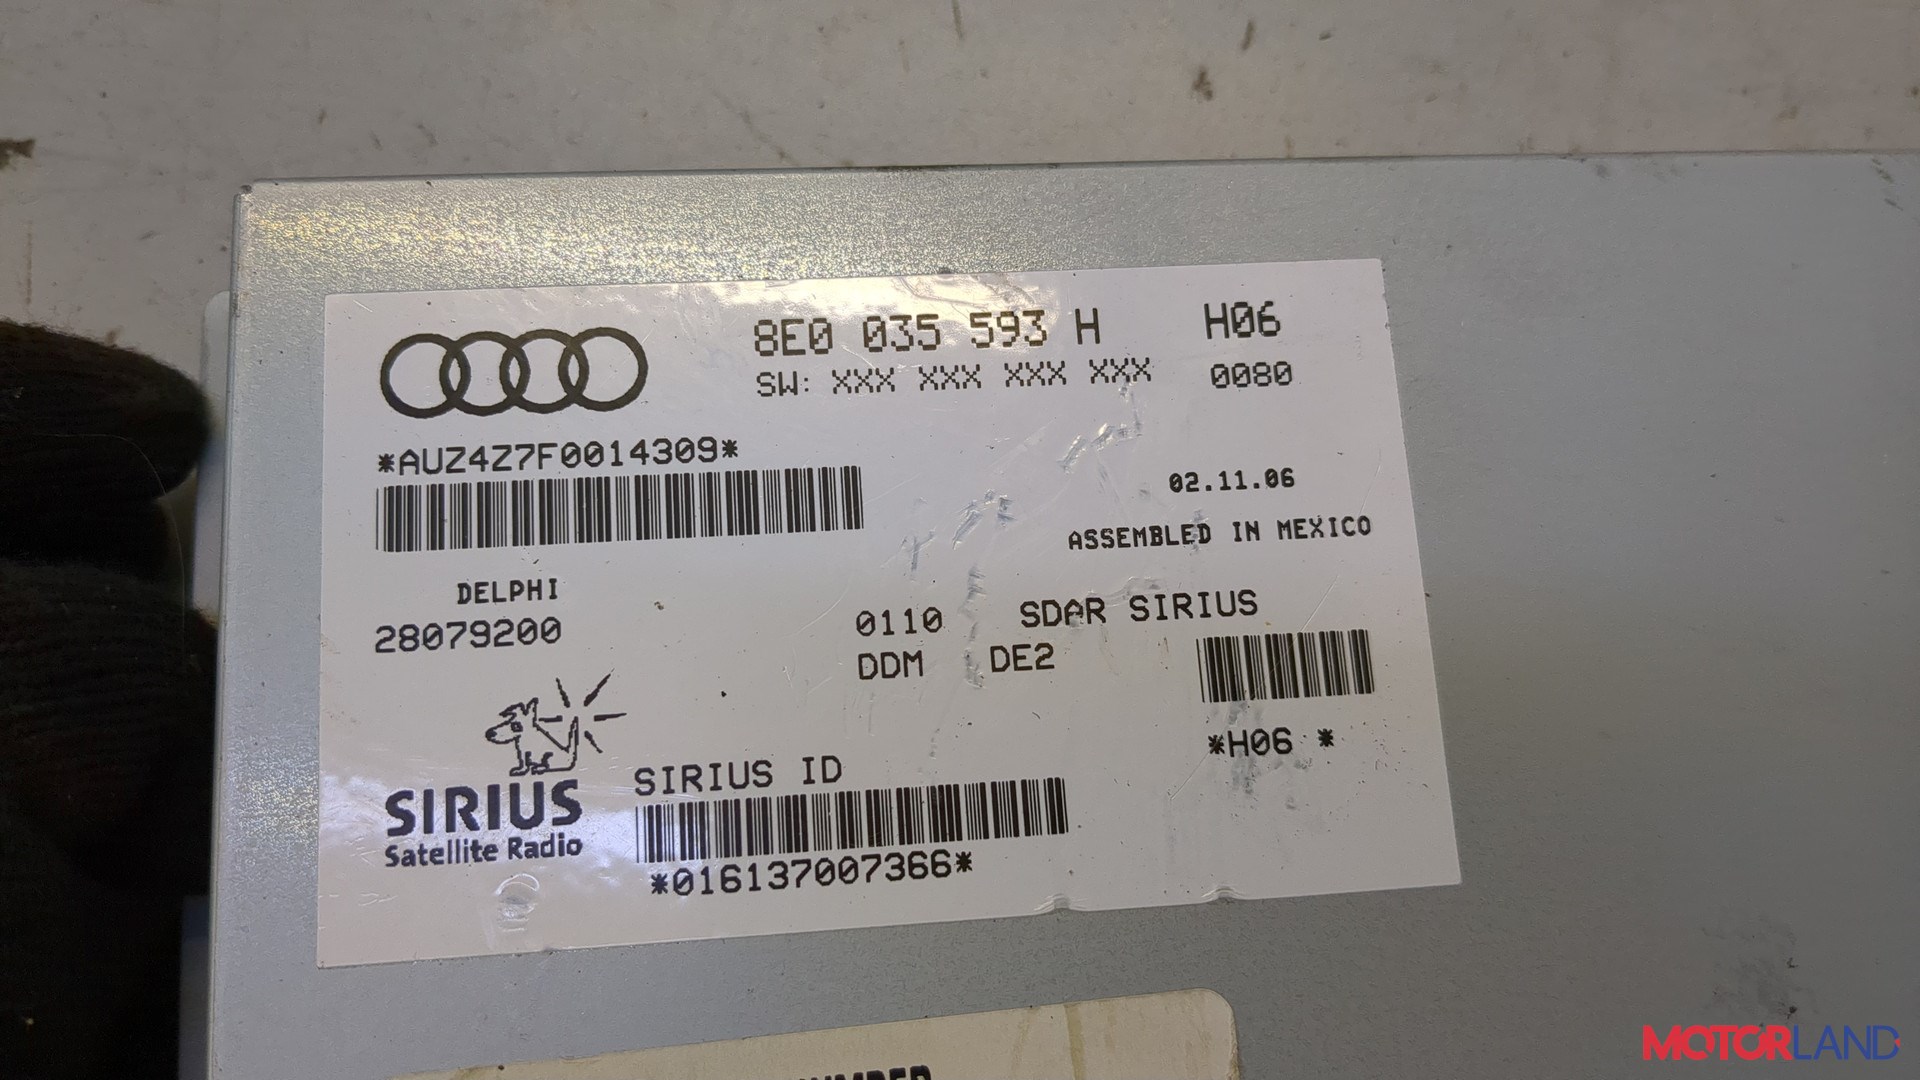 8E0 035 593 H H06
SW: XXX XXX XXX XXX 0080
*AUZ4Z7F0014309*
02.11.06
ASSEMBLED IN MEXICO
DELPHI
28079200
0110 SDAR SIRIUS
DDM DE2
*H06 *
SIRIUS
Satellite Radio
SIRIUS ID
*016137007366*
MOTORLAND